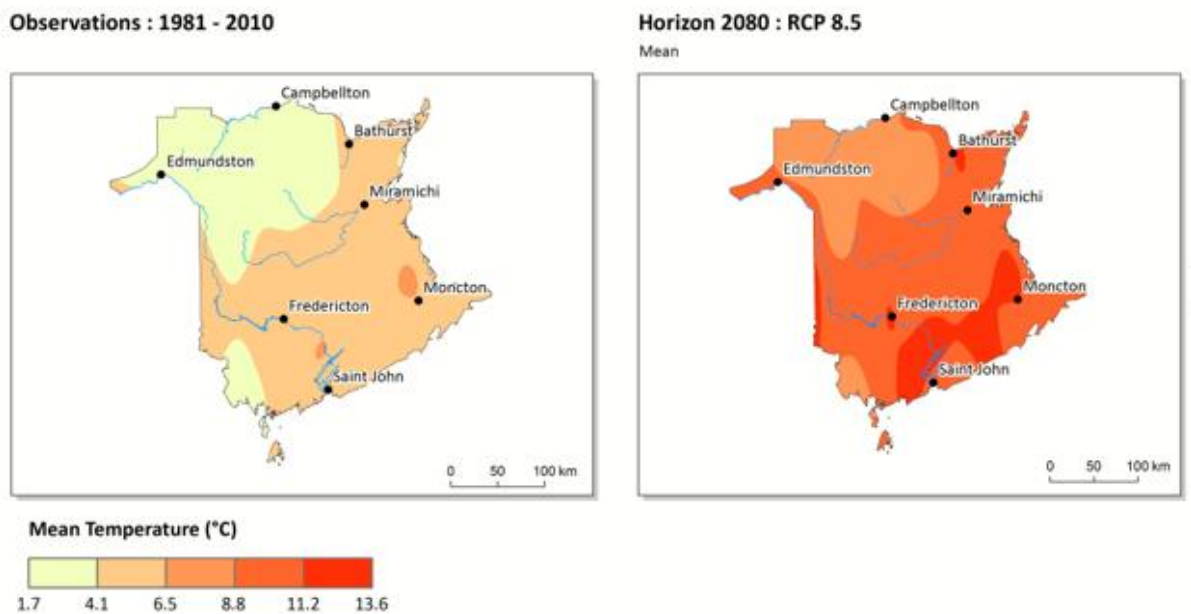 Observations : 1981 - 2010
Campbellton
Bathurst
Edmundston
Miramichi
Moncton
Fredericton
Saint John
0 50 100 km
Horizon 2080 : RCP 8.5
Mean
Campbellton
Bathurst
Edmundston
Miramichi
Moncton
Fredericton
Saint John
0 50 100 km
Mean Temperature (°C)
1.7 4.1 6.5 8.8 11.2 13.6